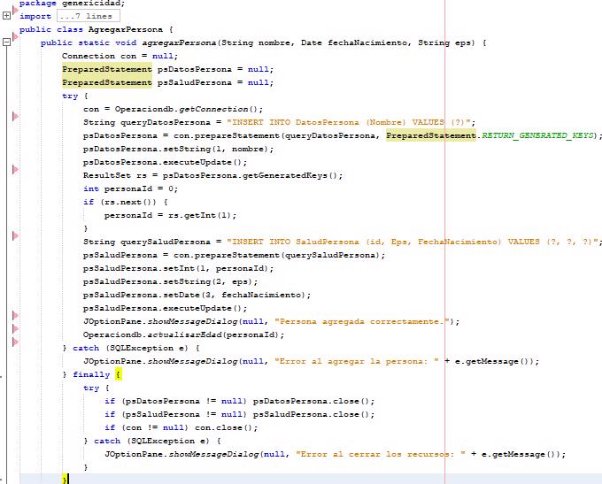 package genericidad;
import ...7 lines
public class AgregarPersona {
public static void agregarPersona(String nombre, Date fechaNacimiento, String eps) {
Connection con = null;
PreparedStatement psDatosPersona = null;
PreparedStatement psSaludPersona = null;
try {
con = Operaciondb.getConnection();
String queryDatosPersona = "INSERT INTO DatosPersona (Nombre) VALUES (?)";
psDatosPersona = con.prepareStatement(queryDatosPersona, PreparedStatement.RETURN_GENERATED_KEYS);
psDatosPersona.setString(1, nombre);
psDatosPersona.executeUpdate();
ResultSet rs = psDatosPersona.getGeneratedKeys();
int personaId = 0;
if (rs.next()) {
personaId = rs.getInt(1);
}
String querySaludPersona = "INSERT INTO SaludPersona (id, Eps, FechaNacimiento) VALUES (?, ?, ?)";
psSaludPersona = con.prepareStatement(querySaludPersona);
psSaludPersona.setInt(1, personaId);
psSaludPersona.setString(2, eps);
psSaludPersona.setDate(3, fechaNacimiento);
psSaludPersona.executeUpdate();
JOptionPane.showMessageDialog(null, "Persona agregada correctamente.");
Operaciondb.actualizarEdad(personaId);
} catch (SQLException e) {
JOptionPane.showMessageDialog(null, "Error al agregar la persona: " + e.getMessage());
} finally {
try {
if (psDatosPersona != null) psDatosPersona.close();
if (psSaludPersona != null) psSaludPersona.close();
if (con != null) con.close();
} catch (SQLException e) {
JOptionPane.showMessageDialog(null, "Error al cerrar los recursos: " + e.getMessage());
}
}